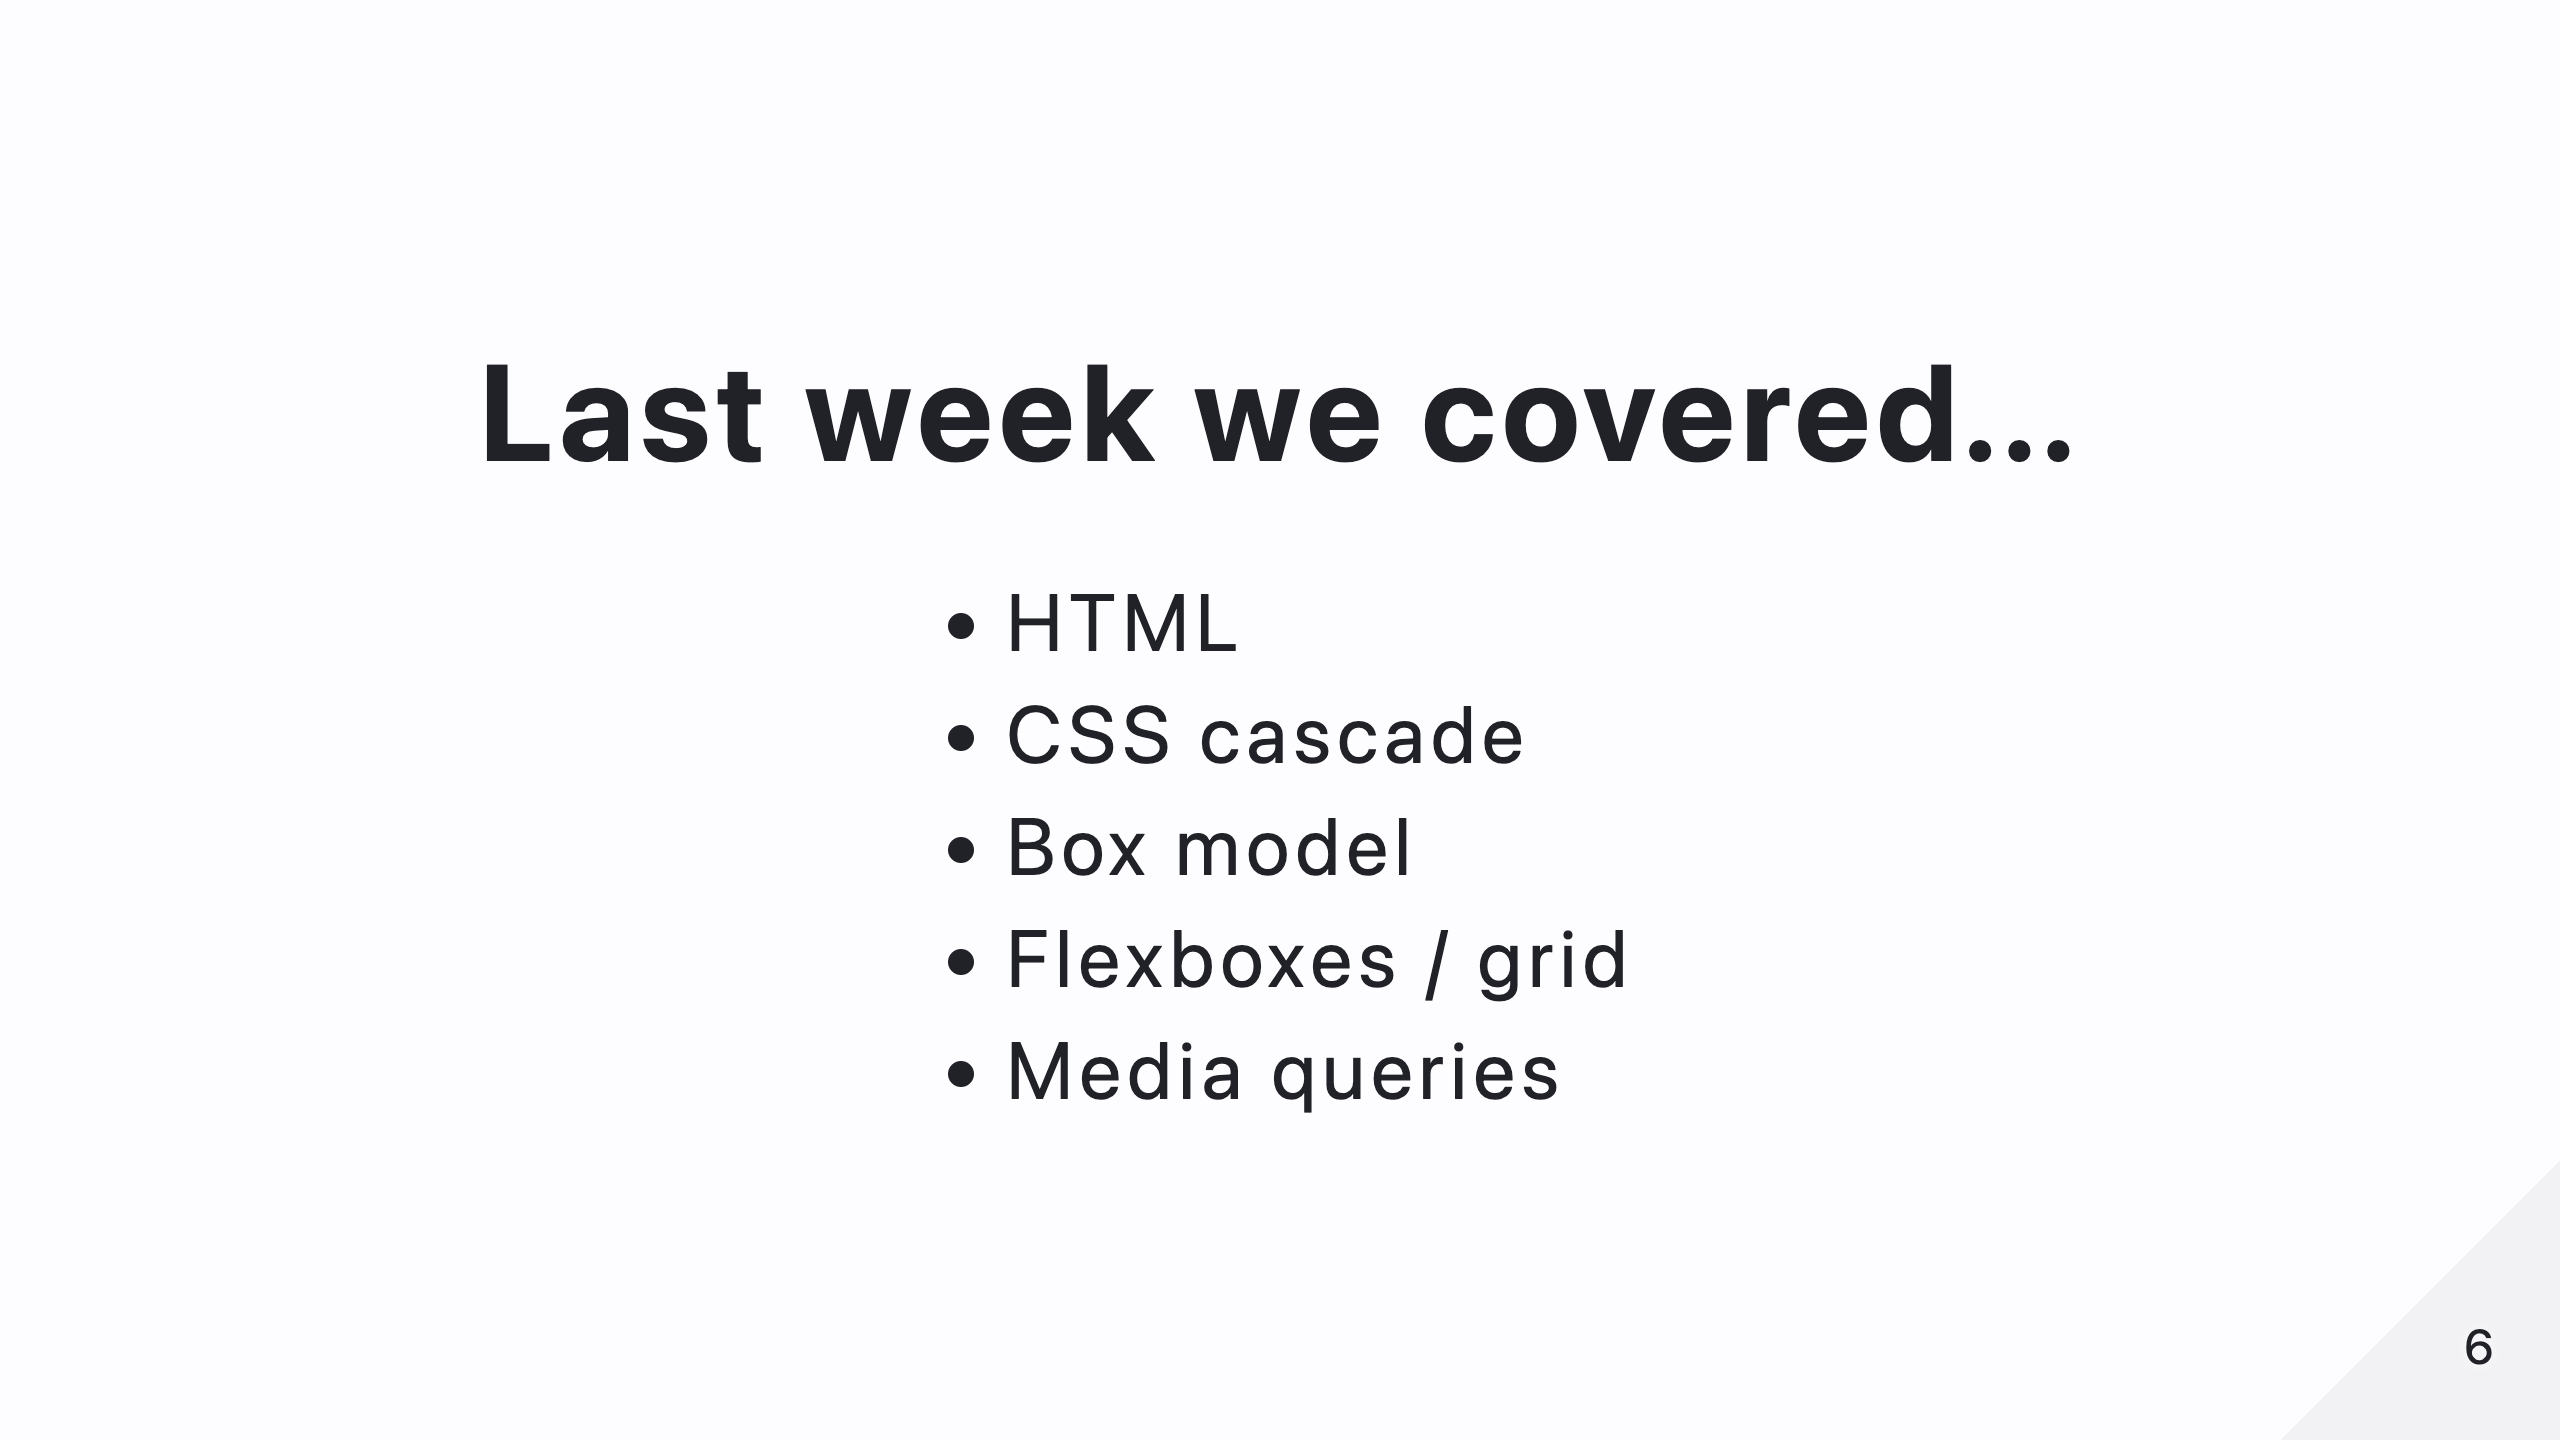 Last week we covered...
• HTML
• CSS cascade
• Box model
• Flexboxes / grid
• Media queries
6